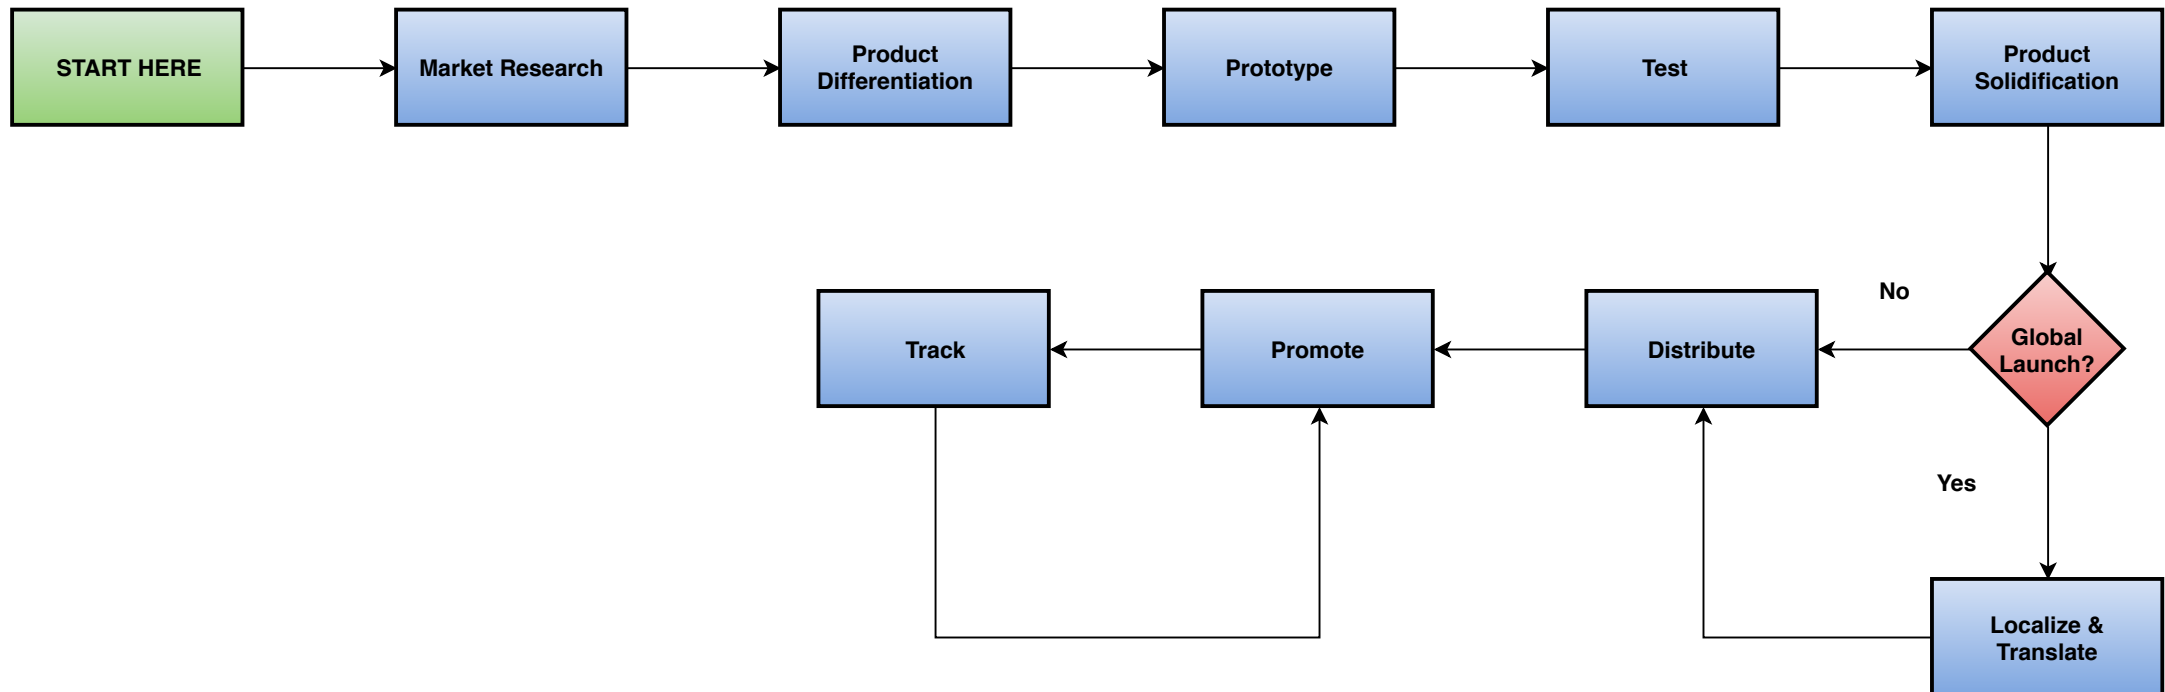 START HERE
Market Research
Product
Differentiation
Prototype
Test
Product
Solidification
No
Track
Promote
Distribute
Global
Launch?
Yes
Localize &
Translate